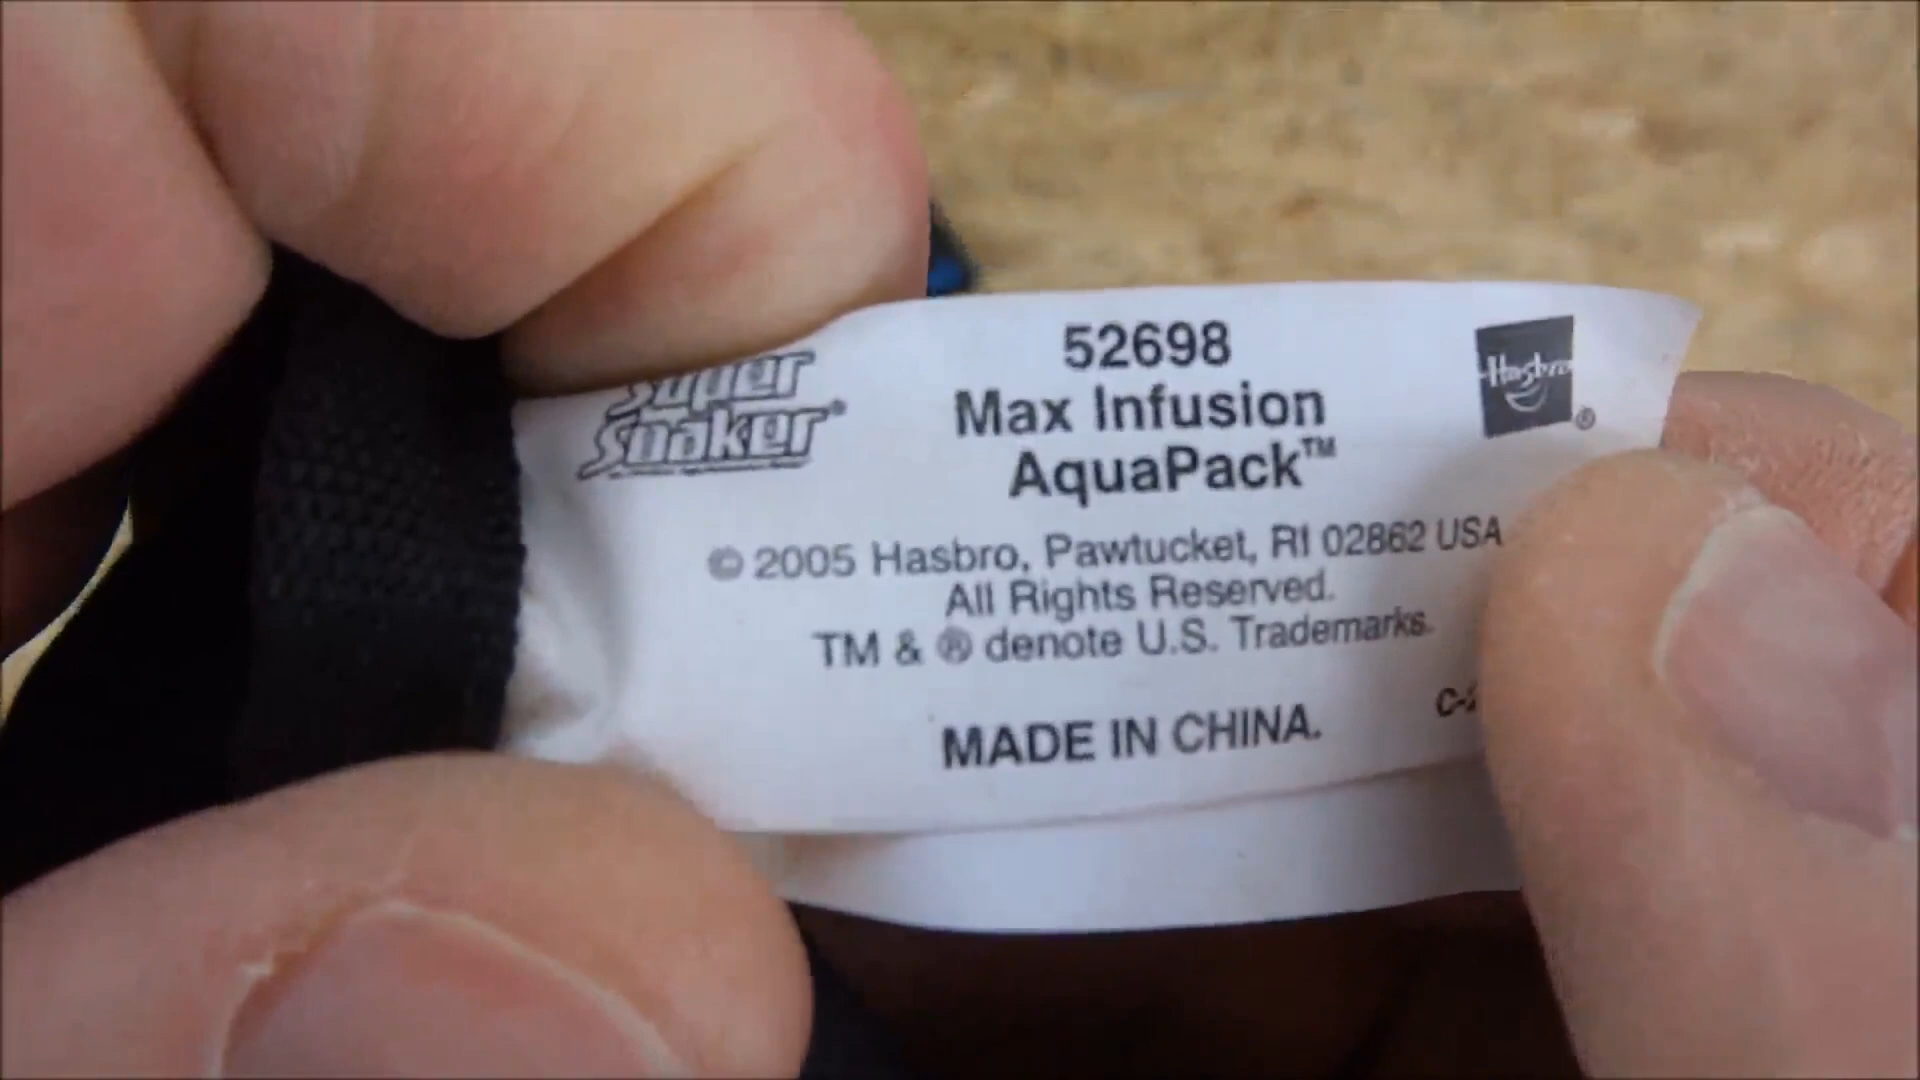 Super
Soaker®
52698
Max Infusion
AquaPack™
Hasbro
®
© 2005 Hasbro, Pawtucket, RI 02862 USA
All Rights Reserved.
TM & ® denote U.S. Trademarks.
MADE IN CHINA.